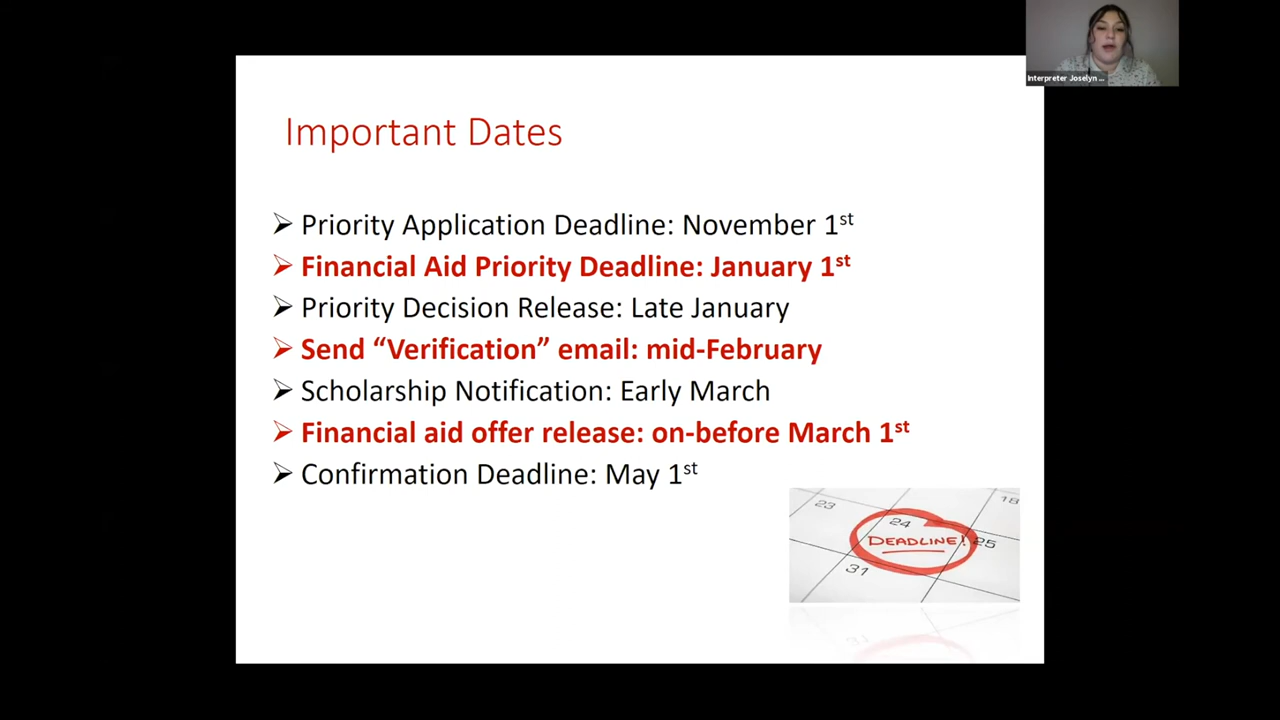 Interpreter Joselyn ...
Important Dates
Priority Application Deadline: November 1st
Financial Aid Priority Deadline: January 1st
Priority Decision Release: Late January
Send “Verification” email: mid-February
Scholarship Notification: Early March
Financial aid offer release: on-before March 1st
Confirmation Deadline: May 1st
23
24
18
DEADLINE!
25
31